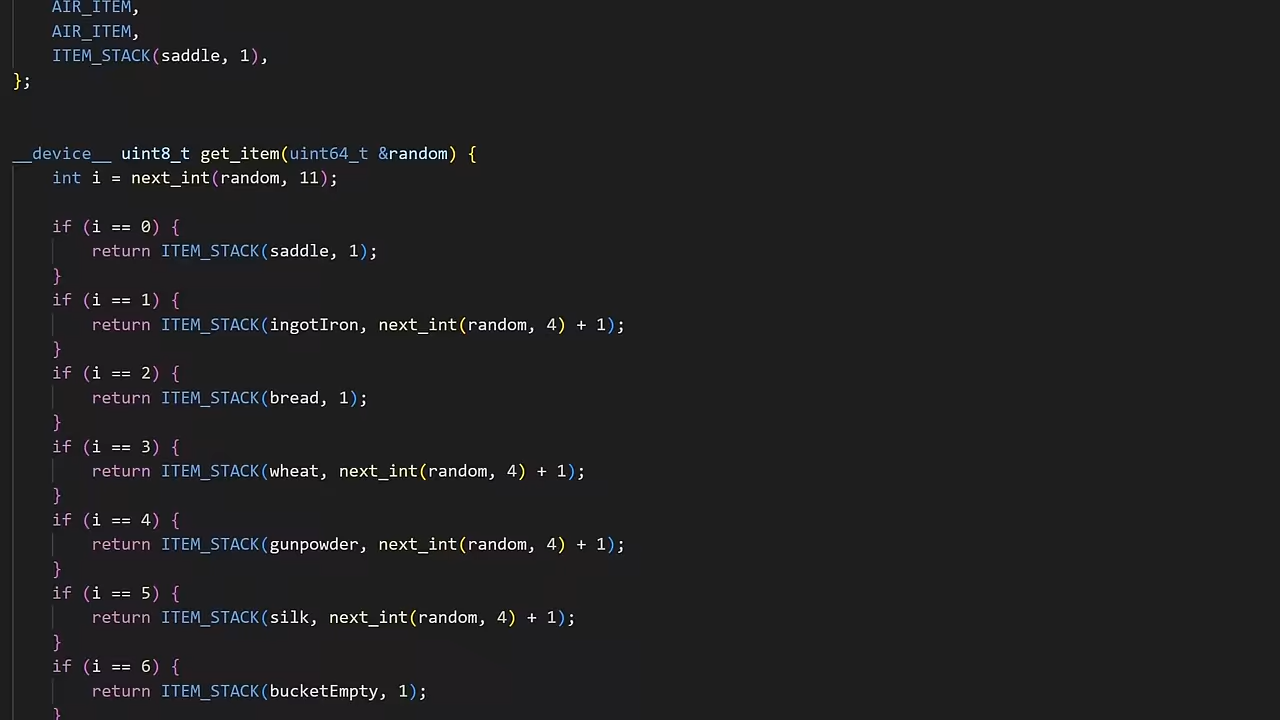 AIR_ITEM,
    AIR_ITEM,
    ITEM_STACK(saddle, 1),
};
__device__ uint8_t get_item(uint64_t &random) {
    int i = next_int(random, 11);
    if (i == 0) {
        return ITEM_STACK(saddle, 1);
    }
    if (i == 1) {
        return ITEM_STACK(ingotIron, next_int(random, 4) + 1);
    }
    if (i == 2) {
        return ITEM_STACK(bread, 1);
    }
    if (i == 3) {
        return ITEM_STACK(wheat, next_int(random, 4) + 1);
    }
    if (i == 4) {
        return ITEM_STACK(gunpowder, next_int(random, 4) + 1);
    }
    if (i == 5) {
        return ITEM_STACK(silk, next_int(random, 4) + 1);
    }
    if (i == 6) {
        return ITEM_STACK(bucketEmpty, 1);
    }